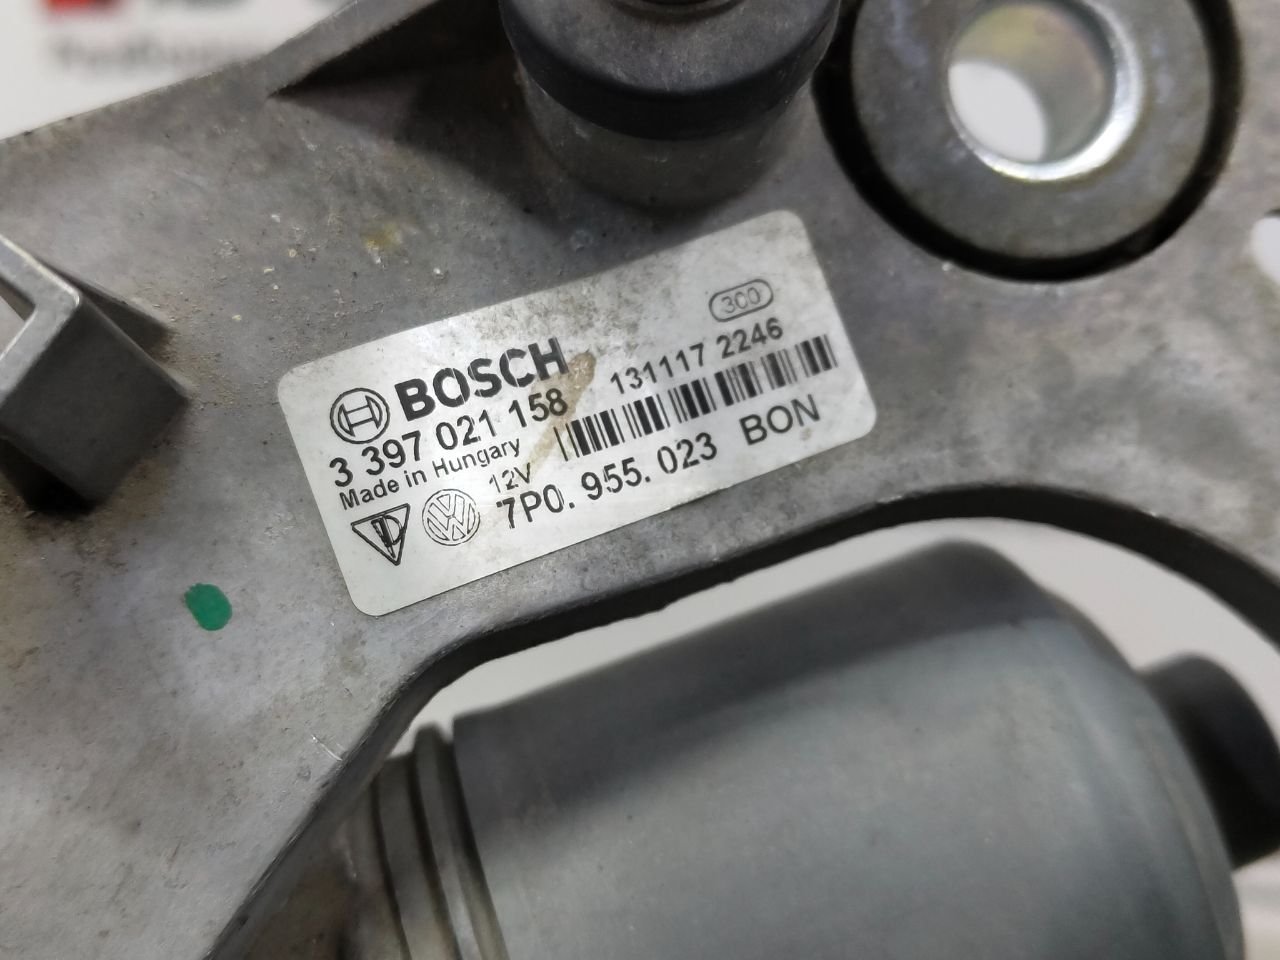 300
BOSCH
131117 2246
3 397 021 158
Made in Hungary
12V
7P0. 955. 023 BON